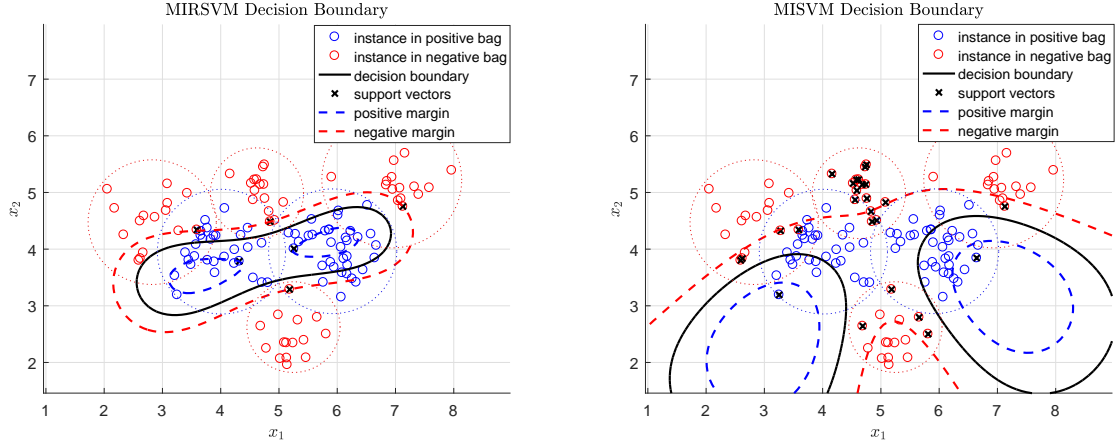 MIRSVM Decision Boundary
instance in positive bag
instance in negative bag
decision boundary
support vectors
positive margin
negative margin
7
6
5
4
3
2
x2
1 2 3 4 5 6 7 8
x1
MISVM Decision Boundary
instance in positive bag
instance in negative bag
decision boundary
support vectors
positive margin
negative margin
7
6
5
4
3
2
x2
1 2 3 4 5 6 7 8
x1